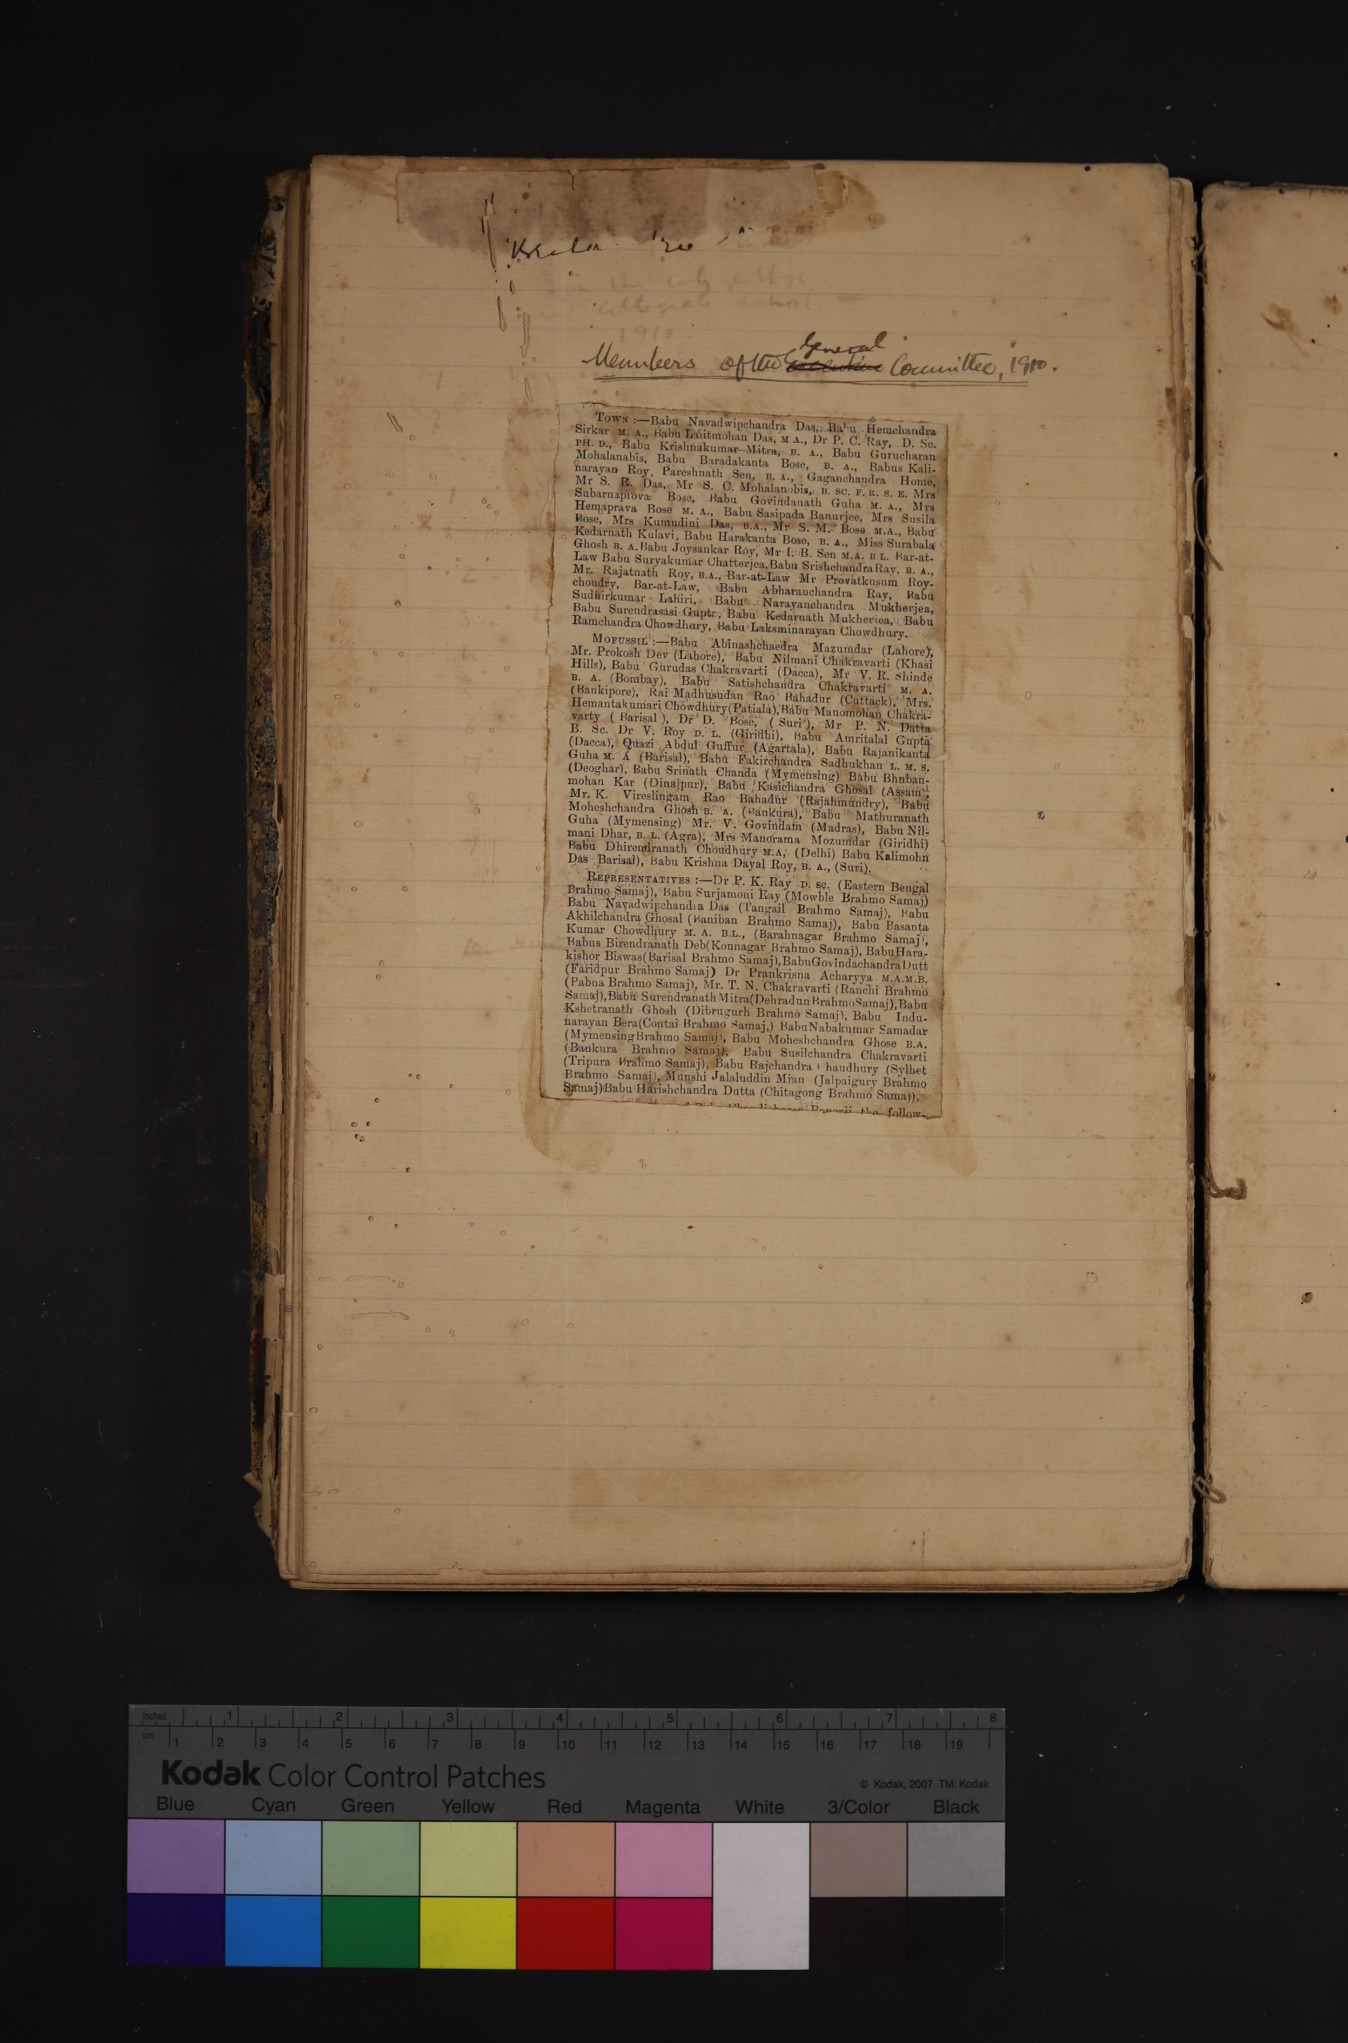 General
Members of the Committee, 1910.
TOWN :—Babu Navadwipchandra Das, Babu Hemchandra
Sirkar M. A., Babu Lalitmohan Das, M A., Dr P. C. Ray, D. Sc.
PH. D., Babu Krishnakumar Mitra, B. A., Babu Gurucharan
Mohalanabis, Babu Baradakanta Bose, B. A., Babus Kali-
narayan Roy, Pareshnath Sen, B. A., Gaganchandra Home,
Mr S. R. Das, Mr S. C. Mohalanobis, B. SC. F. R. S. E. Mrs
Subarnaprova Bose, Babu Govindanath Guha M. A., Mrs
Hemaprava Bose M. A., Babu Sasipada Banurjee, Mrs Susila
Bose, Mrs Kumudini Das, B.A., Mr S. M. Bose M.A., Babu
Kedarnath Kulavi, Babu Harakanta Bose, B. A., Miss Surabala
Ghosh B. A. Babu Joysankar Roy, Mr I. B. Sen M.A. B L. Bar-at-
Law Babu Suryakumar Chatterjea, Babu Srishchandra Ray, B. A.,
Mr. Rajatnath Roy, B.A., Bar-at-Law Mr Provatkusum Roy-
choudry, Bar-at-Law, Babu Abharauchandra Ray, Babu
Sudhirkumar Lahiri, Babu Narayanchandra Mukherjea,
Babu Surendrasasi Gupta, Babu Kedarnath Mukherjea, Babu
Ramchandra Chowdhury, Babu Laksminarayan Chowdhury.
MOFUSSIL :—Babu Abinashchaedra Mazumdar (Lahore),
Mr. Prokosh Dev (Lahore), Babu Nilmani Chakravarti (Khasi
Hills), Babu Gurudas Chakravarti (Dacca), Mr V. R. Shinde
B. A. (Bombay), Babu Satishchandra Chakravarti M. A.
(Bankipore), Rai Madhusudan Rao Bahadur (Cuttack), Mrs.
Hemantakumari Chowdhury (Patiala), Babu Manomohan Chakra-
varty ( Barisal ), Dr D. Bose, ( Suri ), Mr P. N. Datta
B. Sc. Dr V. Roy D. L. (Giridhi), Babu Amritalal Gupta
(Dacca), Quazi Abdul Guffur (Agartala), Babu Rajanikanta
Guha M. A (Barisal), Babu Fakirchandra Sadhukhan L. M. S.
(Deoghar), Babu Srinath Chanda (Mymensing) Babu Bhuban-
mohan Kar (Dinajpur), Babu Kasichandra Ghosal (Assam),
Mr. K. Vireslingam Rao Bahadur (Rajahmundry), Babu
Moheshchandra Ghosh B. A. (Bankura), Babu Mathuranath
Guha (Mymensing) Mr. V. Govindan (Madras), Babu Nil-
mani Dhar, B. L. (Agra), Mrs Manorama Mozumdar (Giridhi)
Babu Dhirendranath Choudhury M.A, (Delhi) Babu Kalimohn
Das Barisal), Babu Krishna Dayal Roy, B. A., (Suri).
REPRESENTATIVES :—Dr P. K. Ray D. SC. (Eastern Bengal
Brahmo Samaj), Babu Surjamoni Ray (Mowble Brahmo Samaj)
Babu Navadwipchandra Das (Tangail Brahmo Samaj), Babu
Akhilchandra Ghosal (Baniban Brahmo Samaj), Babu Basanta
Kumar Chowdhury M. A. B.L., (Barahnagar Brahmo Samaj),
Babus Birendranath Deb (Konnagar Brahmo Samaj), Babu Hara-
kishor Biswas (Barisal Brahmo Samaj), Babu Govindachandra Dutt
(Faridpur Brahmo Samaj) Dr Prankrisna Acharyya M.A.M.B.
(Pabna Brahmo Samaj), Mr. T. N. Chakravarti (Ranchi Brahmo
Samaj), Babu Surendranath Mitra (Dehradun Brahmo Samaj), Babu
Kshetranath Ghosh (Dibrugurh Brahmo Samaj), Babu Indu-
narayan Bera (Contai Brahmo Samaj,) Babu Nabakumar Samadar
(Mymensing Brahmo Samaj), Babu Moheshchandra Ghose B.A.
(Bankura Brahmo Samaj), Babu Susilchandra Chakravarti
(Tripura Brahmo Samaj), Babu Rajchandra Chaudhury (Sylhet
Brahmo Samaj), Munshi Jalaluddin Mian (Jalpaigury Brahmo
Samaj) Babu Harishchandra Dutta (Chitagong Brahmo Samaj).
the follow-
inches 1 2 3 4 5 6 7 8
cm 1 2 3 4 5 6 7 8 9 10 11 12 13 14 15 16 17 18 19
Kodak Color Control Patches © Kodak, 2007 TM: Kodak
Blue Cyan Green Yellow Red Magenta White 3/Color Black